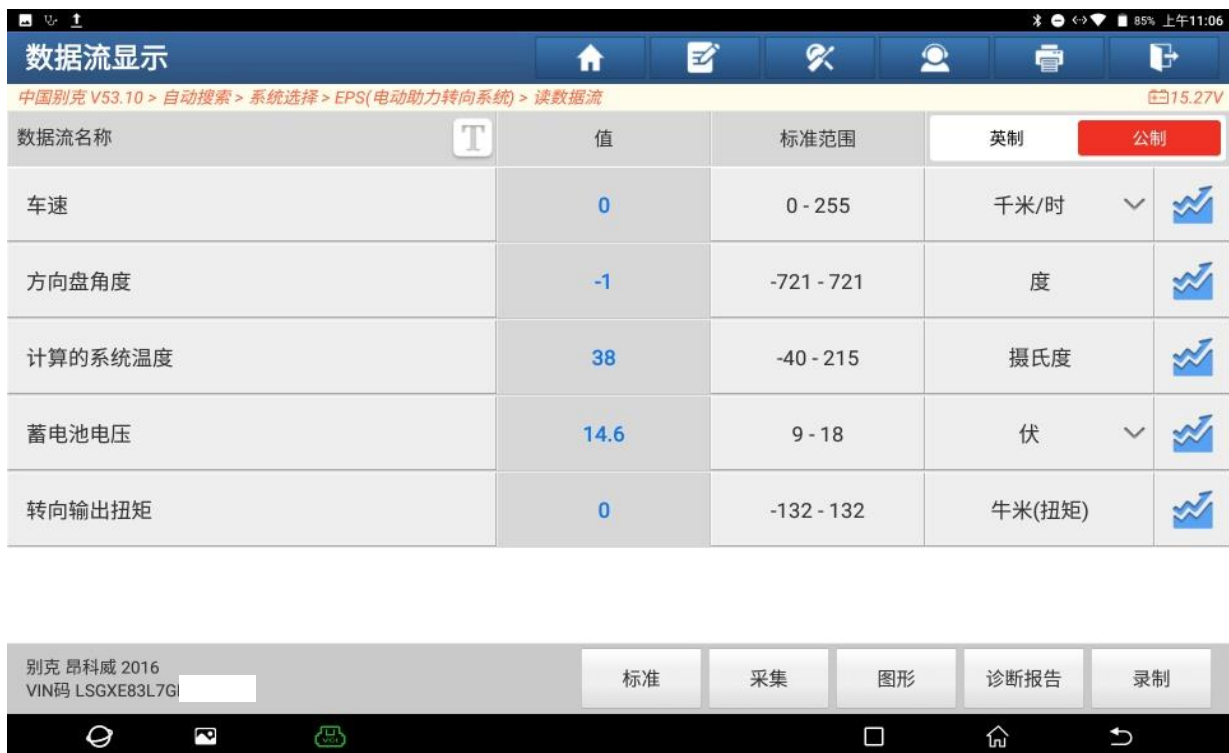 85% 上午11:06
数据流显示
中国别克 V53.10 > 自动搜索 > 系统选择 > EPS(电动助力转向系统) > 读数据流 15.27V
数据流名称 T 值 标准范围 英制 公制
车速 0 0 - 255 千米/时
方向盘角度 -1 -721 - 721 度
计算的系统温度 38 -40 - 215 摄氏度
蓄电池电压 14.6 9 - 18 伏
转向输出扭矩 0 -132 - 132 牛米(扭矩)
别克 昂科威 2016
VIN码 LSGXE83L7G
标准 采集 图形 诊断报告 录制
VCI